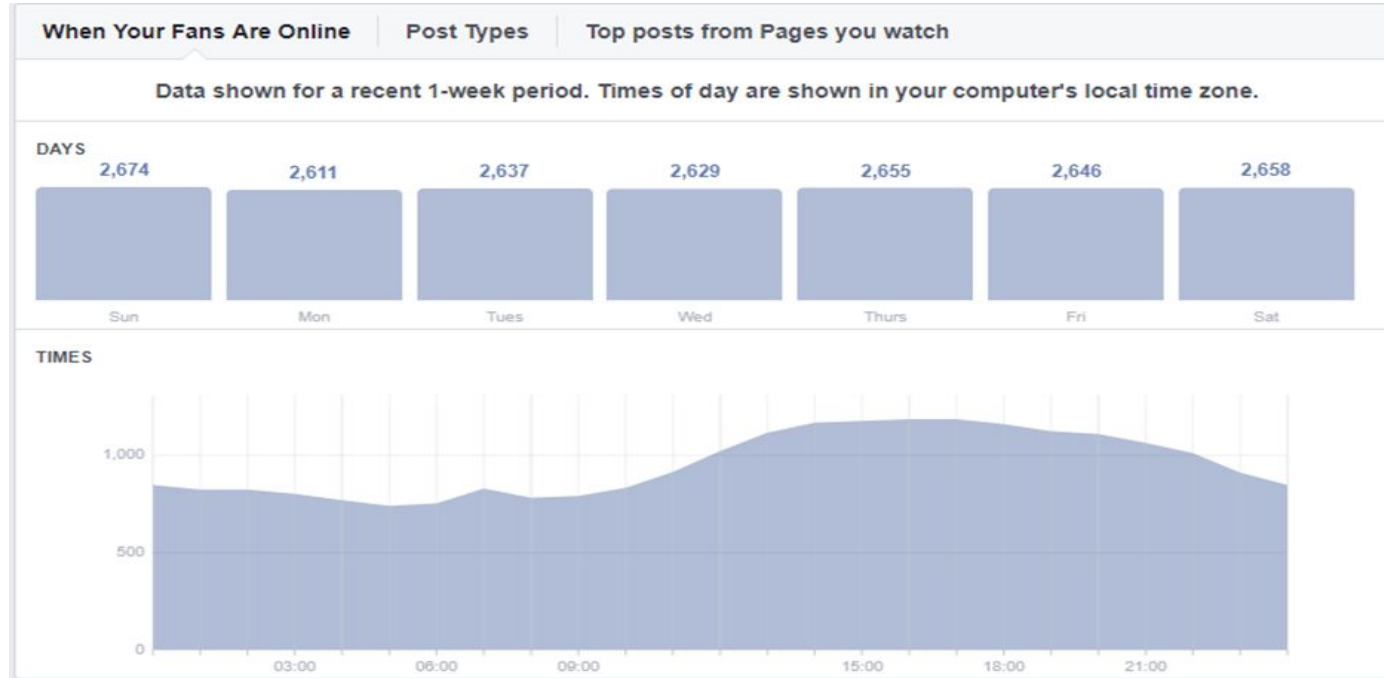 When Your Fans Are Online Post Types Top posts from Pages you watch
Data shown for a recent 1-week period. Times of day are shown in your computer's local time zone.
DAYS
2,674 2,611 2,637 2,629 2,655 2,646 2,658
Sun Mon Tues Wed Thurs Fri Sat
TIMES
1,000
500
0
03:00 06:00 09:00 15:00 18:00 21:00